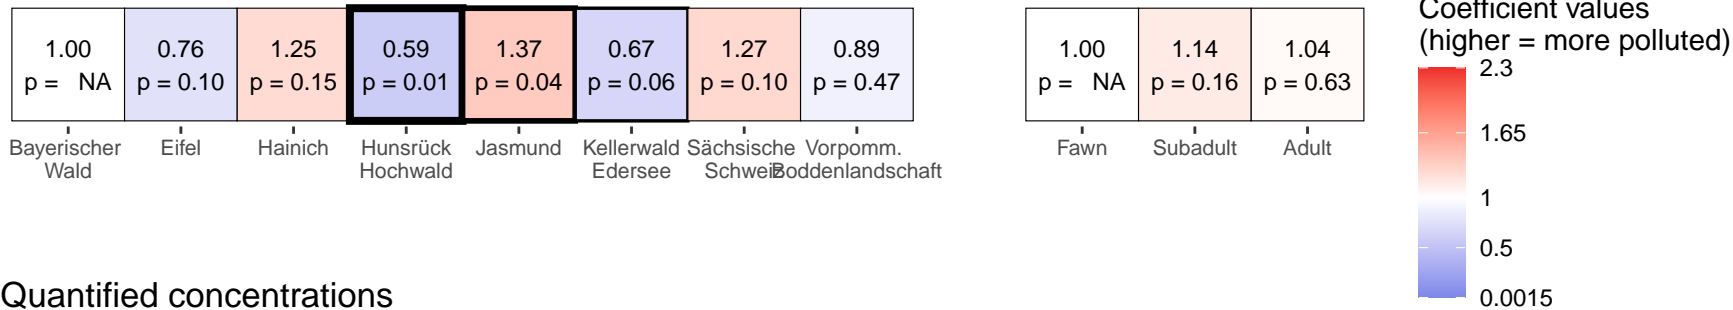 1.00 0.76 1.25 0.59 1.37 0.67 1.27 0.89
p = NA p = 0.10 p = 0.15 p = 0.01 p = 0.04 p = 0.06 p = 0.10 p = 0.47
Bayerischer Eifel Hainich Hunsrück Jasmund Kellerwald Sächsische Vorpomm.
Wald Hochwald Edersee Schweiz Boddenlandschaft
1.00 1.14 1.04
p = NA p = 0.16 p = 0.63
Fawn Subadult Adult
Coefficient values
(higher = more polluted)
2.3
1.65
1
0.5
0.0015
Quantified concentrations